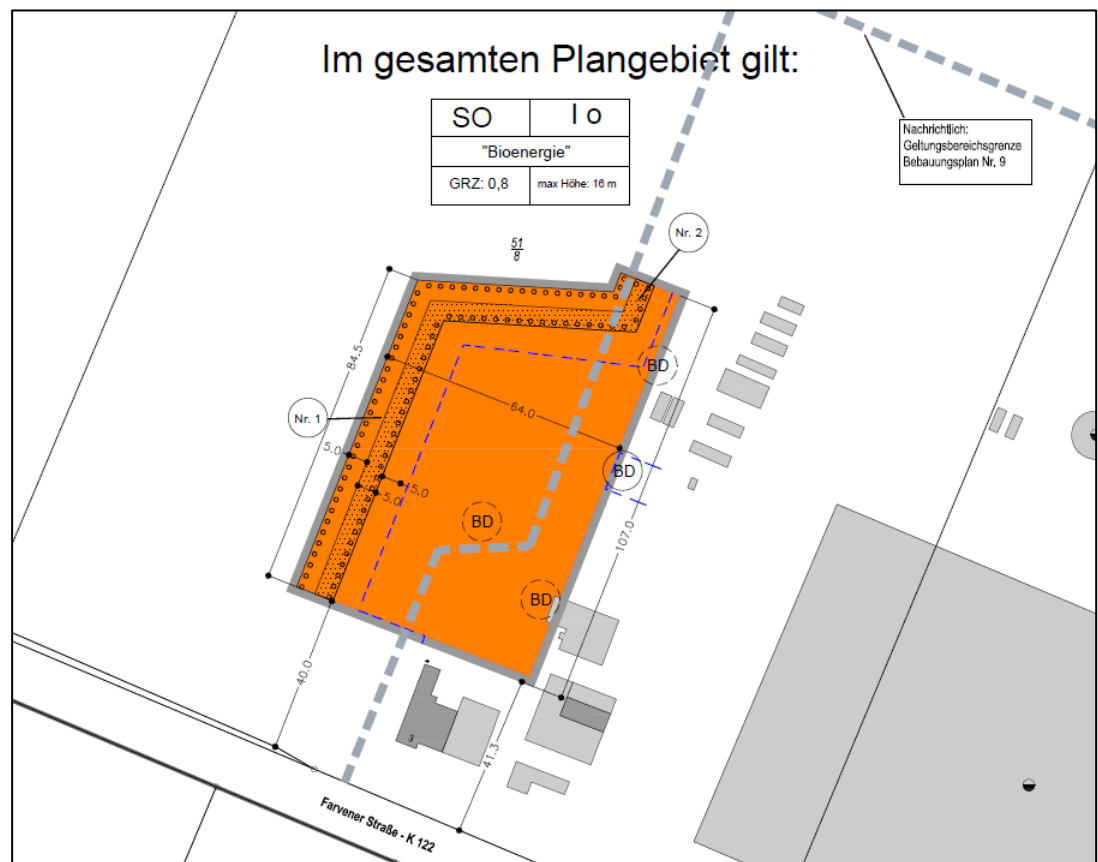 Im gesamten Plangebiet gilt:
SO
I o
"Bioenergie"
GRZ: 0,8
max Höhe: 16 m
Nachrichtlich:
Geltungsbereichsgrenze
Bebauungsplan Nr. 9
51
8
Nr. 2
84.5
BD
64.0
Nr. 1
5.0
BD
5.0
5.0
BD
107.0
BD
40.0
3
41.3
Farvener Straße - K 122